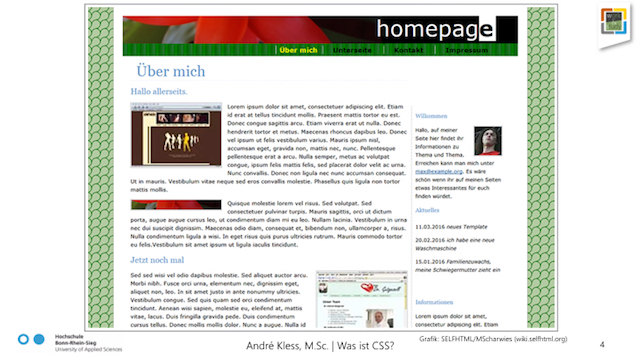 homepage
Über mich
Unterseite
Kontakt
Impressum
Über mich
Hallo allerseits.
Lorem ipsum dolor sit amet, consectetuer adipiscing elit. Etiam
id erat at tellus tincidunt mollis. Praesent mattis tortor eu est.
Donec congue sagittis arcu. Etiam viverra erat ut nulla. Donec
hendrerit tortor et metus. Maecenas rhoncus dapibus leo. Donec
vel ipsum ut felis vestibulum varius. Mauris ipsum nisl,
accumsan eget, gravida non, mattis nec, nunc. Pellentesque
pellentesque erat a arcu. Nulla semper, metus ac volutpat
congue, ipsum felis mattis felis, sed placerat dolor velit ac urna.
Nunc convallis. Donec non ligula nec nunc accumsan consequat.
Ut in mauris. Vestibulum vitae neque sed eros convallis molestie. Phasellus quis ligula non tortor
mattis mollis.
Quisque molestie lorem vel risus. Sed volutpat. Sed
consectetuer pulvinar turpis. Mauris sagittis, orci ut dictum
porta, augue augue cursus leo, ut condimentum diam mi eu leo. Nullam lacinia. Vestibulum in urna
nec dui suscipit dignissim. Maecenas odio diam, consequat et, bibendum non, ullamcorper a, risus.
Nulla condimentum ligula a wisi. In eget risus quis purus ultricies rutrum. Mauris commodo tortor
eu felis.Vestibulum sit amet ipsum ut ligula iaculis tincidunt.
Jetzt noch mal
Sed sed wisi vel odio dapibus molestie. Sed aliquet auctor arcu.
Morbi nibh. Fusce orci urna, elementum nec, dignissim eget,
aliquet non, leo. In sit amet justo in ante nonummy ultricies.
Vestibulum congue. Sed quis quam sed orci condimentum
tincidunt. Aenean wisi sapien, molestie eu, eleifend at, mattis
vitae, lacus. Duis fringilla gravida pede. Duis condimentum
cursus tellus. Donec mollis mollis dolor. Nunc a augue. Nulla id
Willkommen
Hallo, auf meiner
Seite hier findet ihr
Informationen zu
Thema und Thema.
Erreichen kann man mich unter
max@example.org. Es wäre
schön wenn ihr auf meinen Seiten
etwas Interessantes für euch
finden würdet.
Aktuelles
11.03.2016 neues Template
20.02.2016 ich habe eine neue
Waschmaschine
15.01.2016 Familienzuwachs,
meine Schwiegermutter zieht ein
Informationen
Lorem ipsum dolor sit amet,
consectetur adipisicing elit. Etiam
Hochschule
Bonn-Rhein-Sieg
University of Applied Sciences
André Kless, M.Sc. | Was ist CSS?
Grafik: SELFHTML/MScharwies (wiki.selfhtml.org)
4